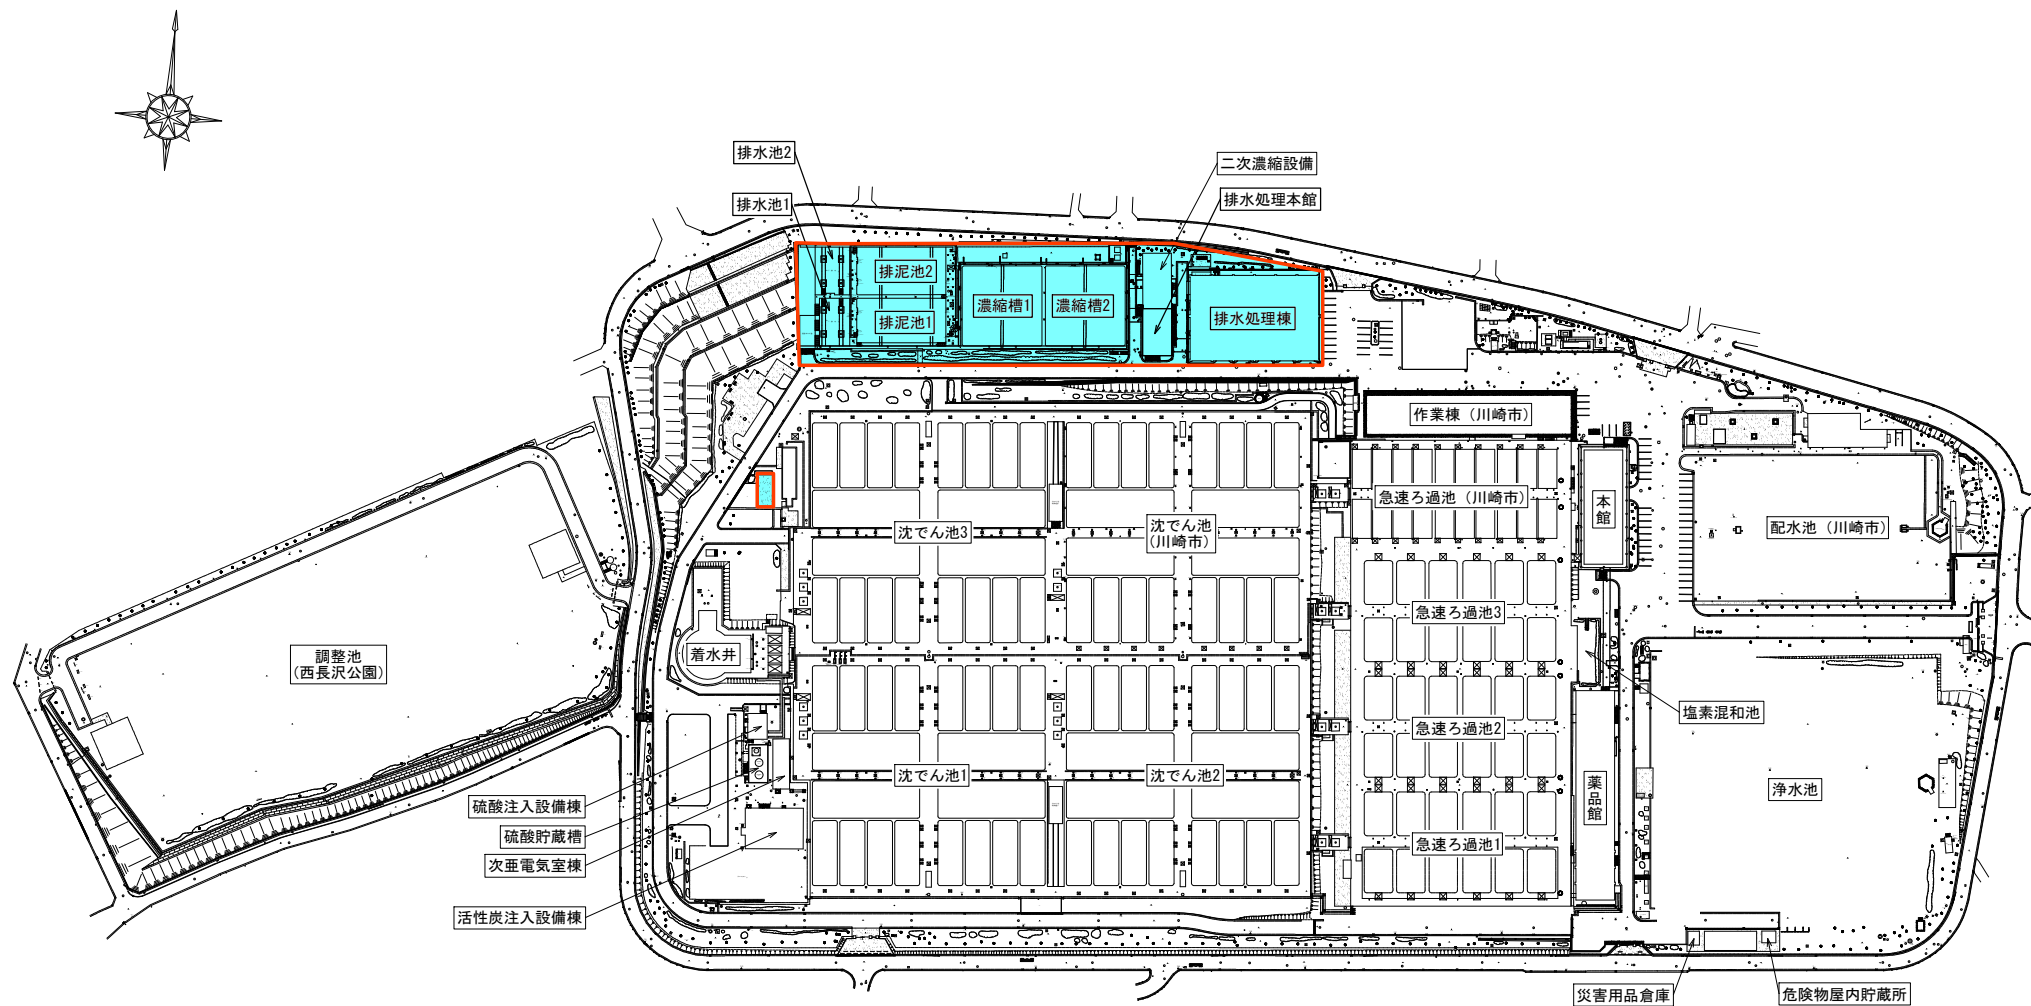 排水池2
二次濃縮設備
排水処理本館
排水池1
排泥池2
濃縮槽1
濃縮槽2
排泥池1
排水処理棟
作業棟（川崎市）
急速ろ過池（川崎市）
本館
沈でん池3
沈でん池
(川崎市)
配水池（川崎市）
急速ろ過池3
着水井
調整池
(西長沢公園)
塩素混和池
急速ろ過池2
沈でん池1
沈でん池2
薬品館
浄水池
硫酸注入設備棟
硫酸貯蔵槽
急速ろ過池1
次亜電気室棟
活性炭注入設備棟
災害用品倉庫
危険物屋内貯蔵所